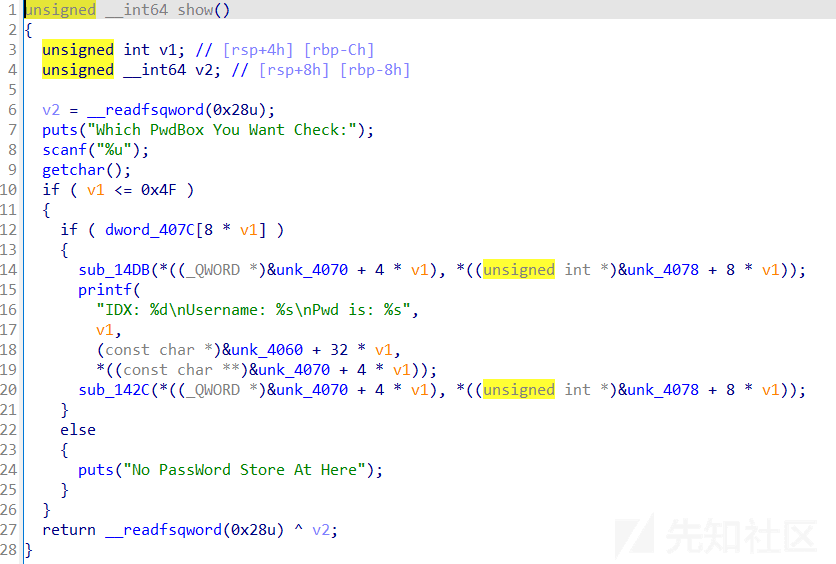 1 unsigned __int64 show()
2 {
3   unsigned int v1; // [rsp+4h] [rbp-Ch]
4   unsigned __int64 v2; // [rsp+8h] [rbp-8h]
5
6   v2 = __readfsqword(0x28u);
7   puts("Which PwdBox You Want Check:");
8   scanf("%u");
9   getchar();
10   if ( v1 <= 0x4F )
11   {
12     if ( dword_407C[8 * v1] )
13     {
14       sub_14DB(*((_QWORD *)&unk_4070 + 4 * v1), *((unsigned int *)&unk_4078 + 8 * v1));
15       printf(
16         "IDX: %d\nUsername: %s\nPwd is: %s",
17         v1,
18         (const char *)&unk_4060 + 32 * v1,
19         *((const char **)&unk_4070 + 4 * v1));
20       sub_142C(*((_QWORD *)&unk_4070 + 4 * v1), *((unsigned int *)&unk_4078 + 8 * v1));
21     }
22     else
23     {
24       puts("No PassWord Store At Here");
25     }
26   }
27   return __readfsqword(0x28u) ^ v2;
28 }
先知社区